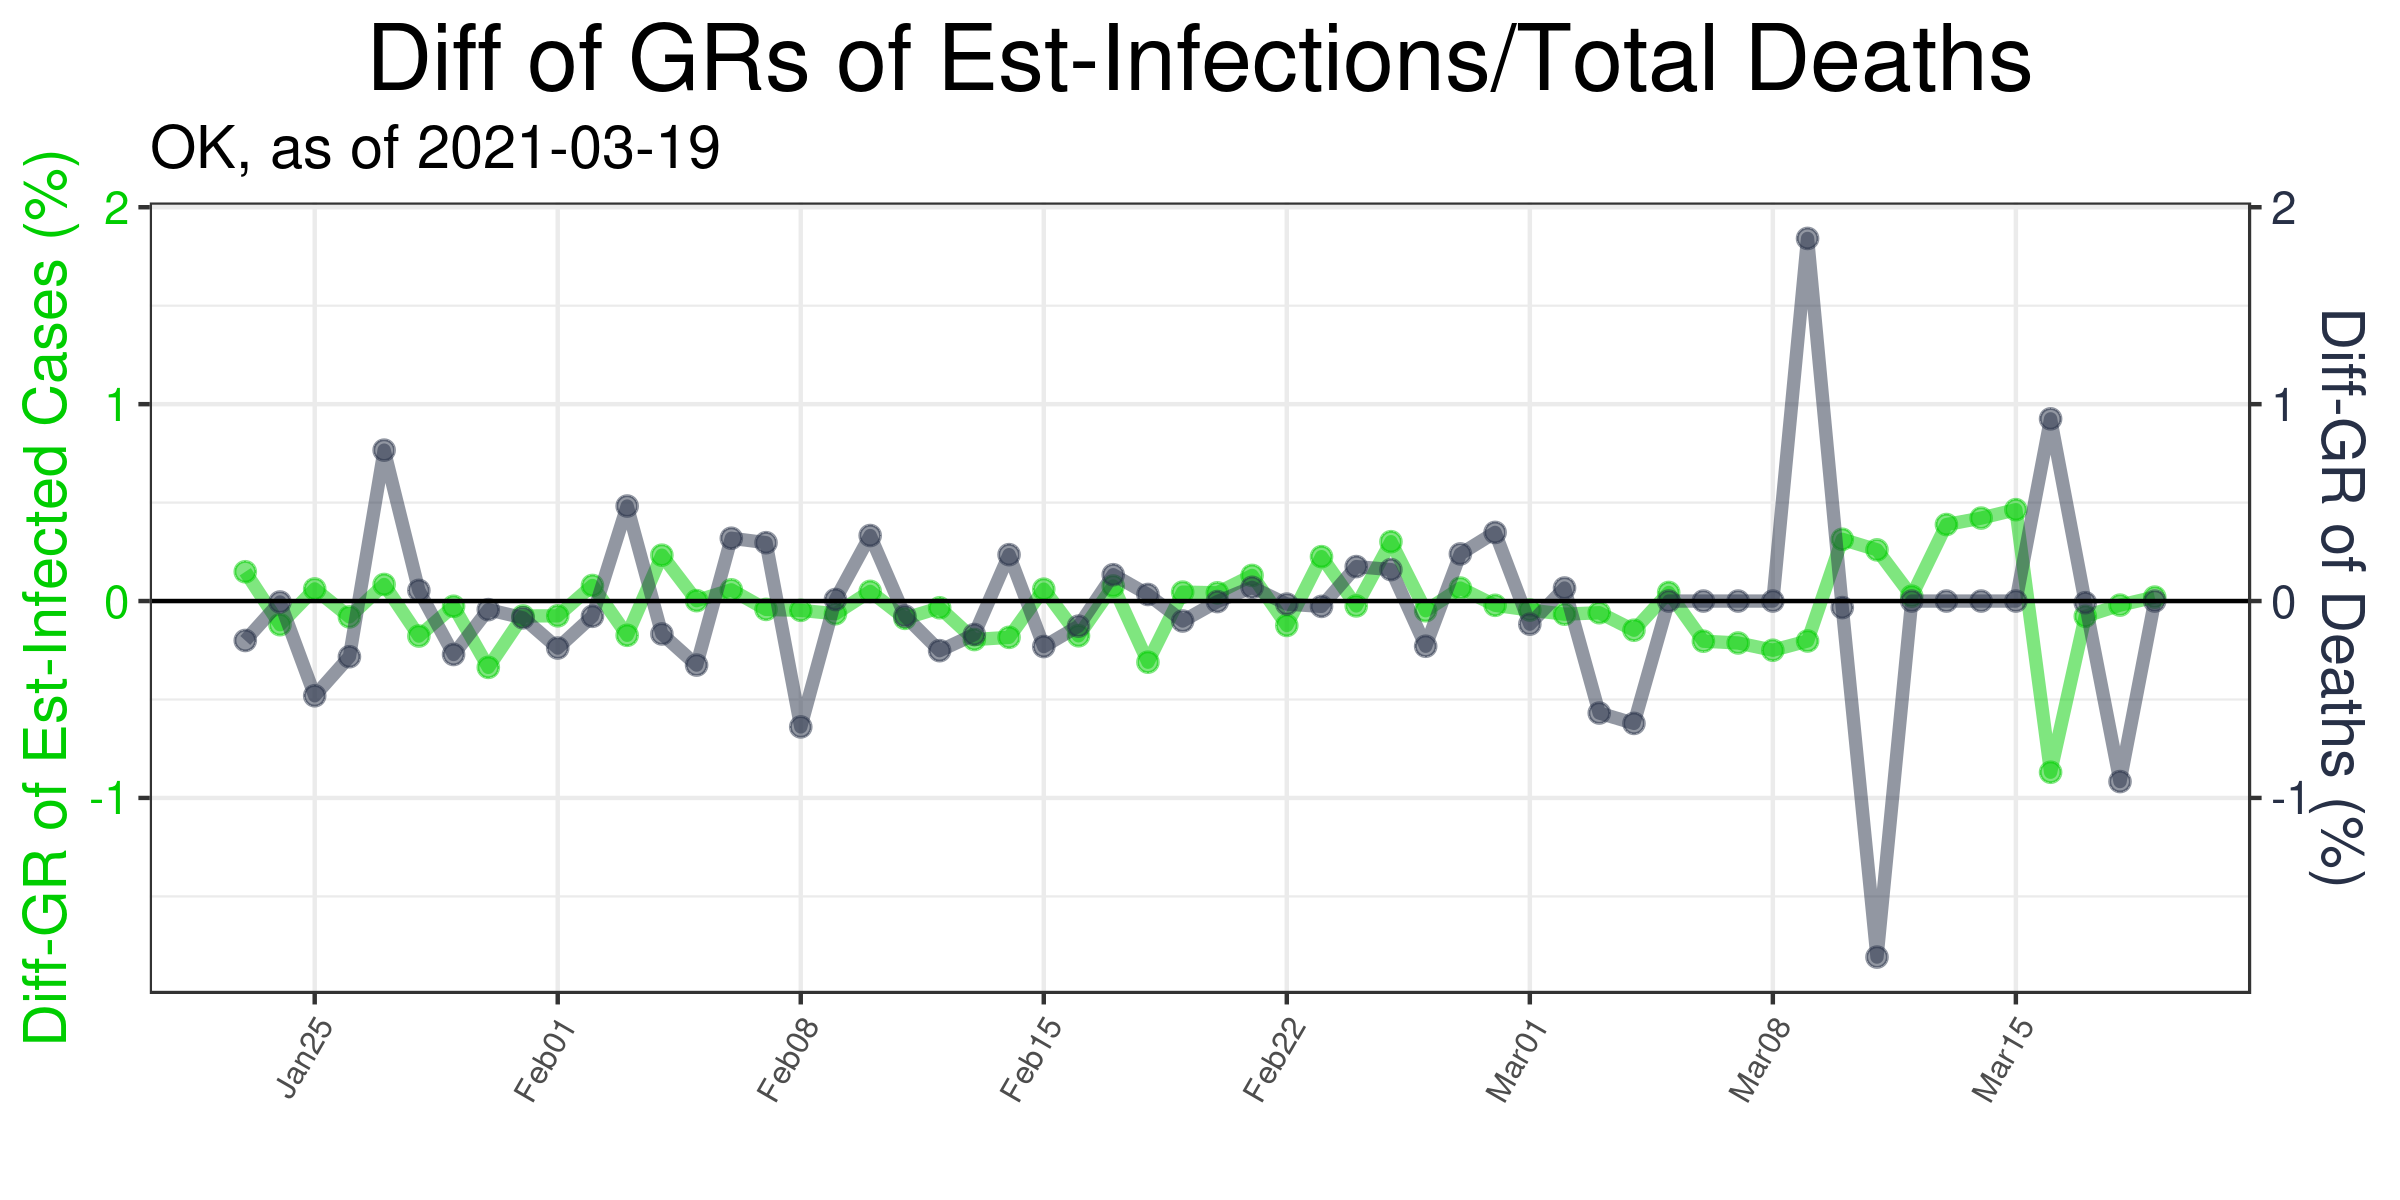 Diff of GRs of Est-Infections/Total Deaths
OK, as of 2021-03-19
Diff-GR of Est-Infected Cases (%)
2
1
0
-1
2
1
0
-1
Diff-GR of Deaths (%)
Jan25
Feb01
Feb08
Feb15
Feb22
Mar01
Mar08
Mar15